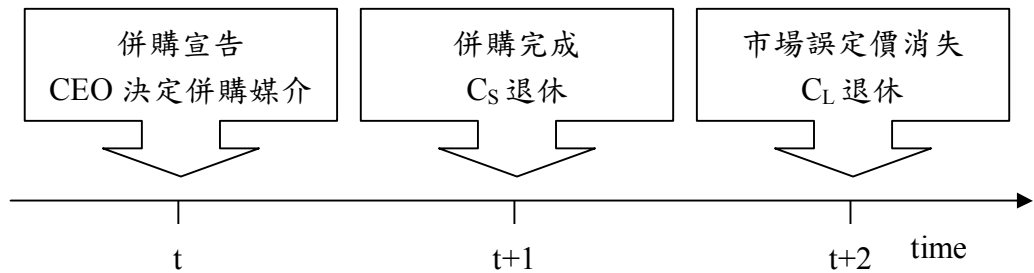 併購宣告
CEO 決定併購媒介
併購完成
CS 退休
市場誤定價消失
CL 退休
t
t+1
t+2
time